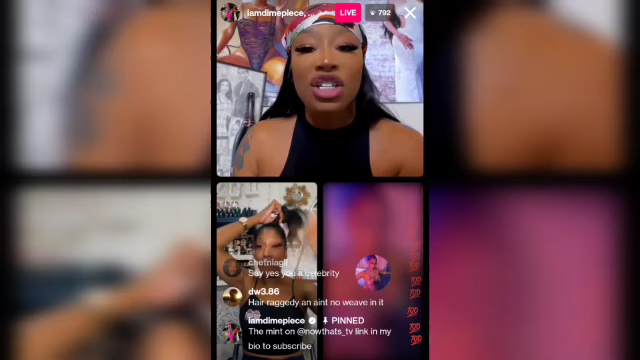 iamdimepiece, ...
LIVE
792
chefniagii
Say yes you a celebrity
dw3.86
Hair raggedy an aint no weave in it
iamdimepiece PINNED
The mint on @nowthats_tv link in my
bio to subscribe